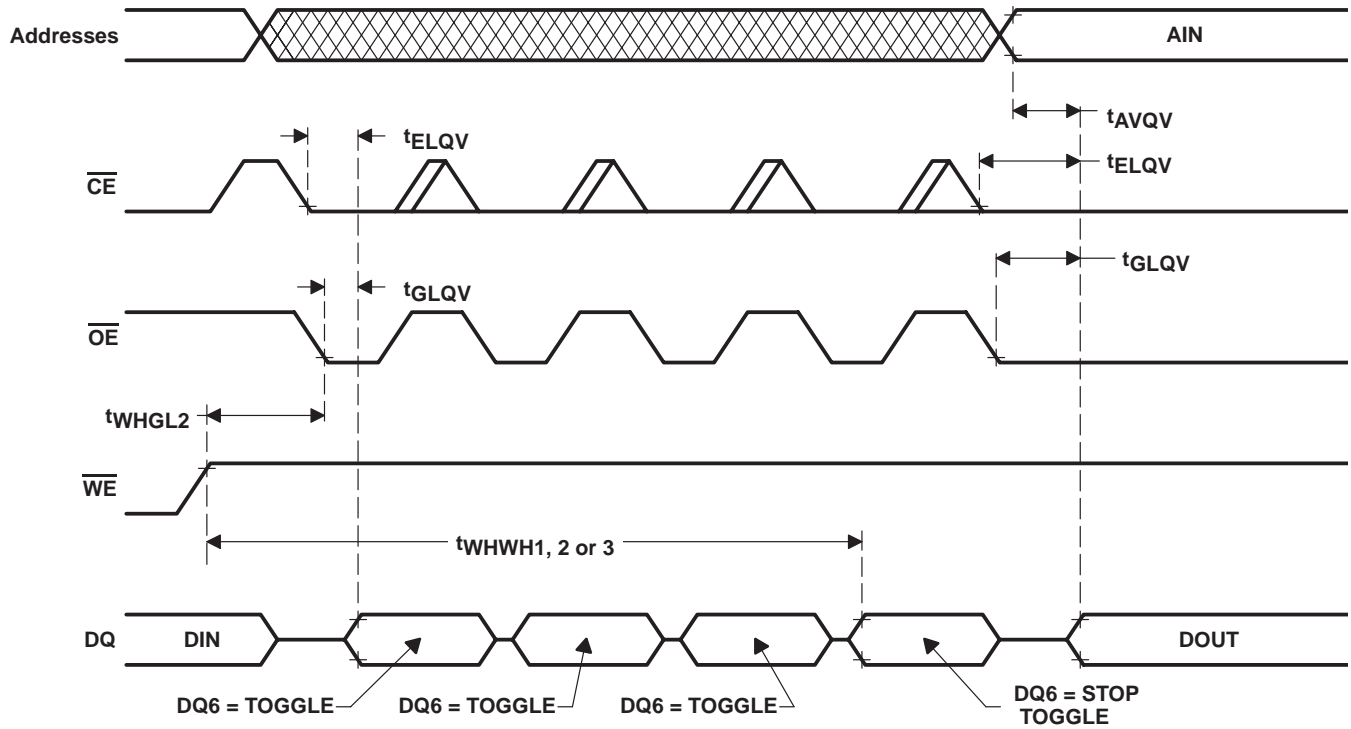 Addresses
AIN
tAVQV
tELQV
tELQV
CE
tGLQV
tGLQV
OE
tWHGL2
WE
tWHWH1, 2 or 3
DQ
DIN
DOUT
DQ6 = TOGGLE
DQ6 = TOGGLE
DQ6 = TOGGLE
DQ6 = STOP
TOGGLE